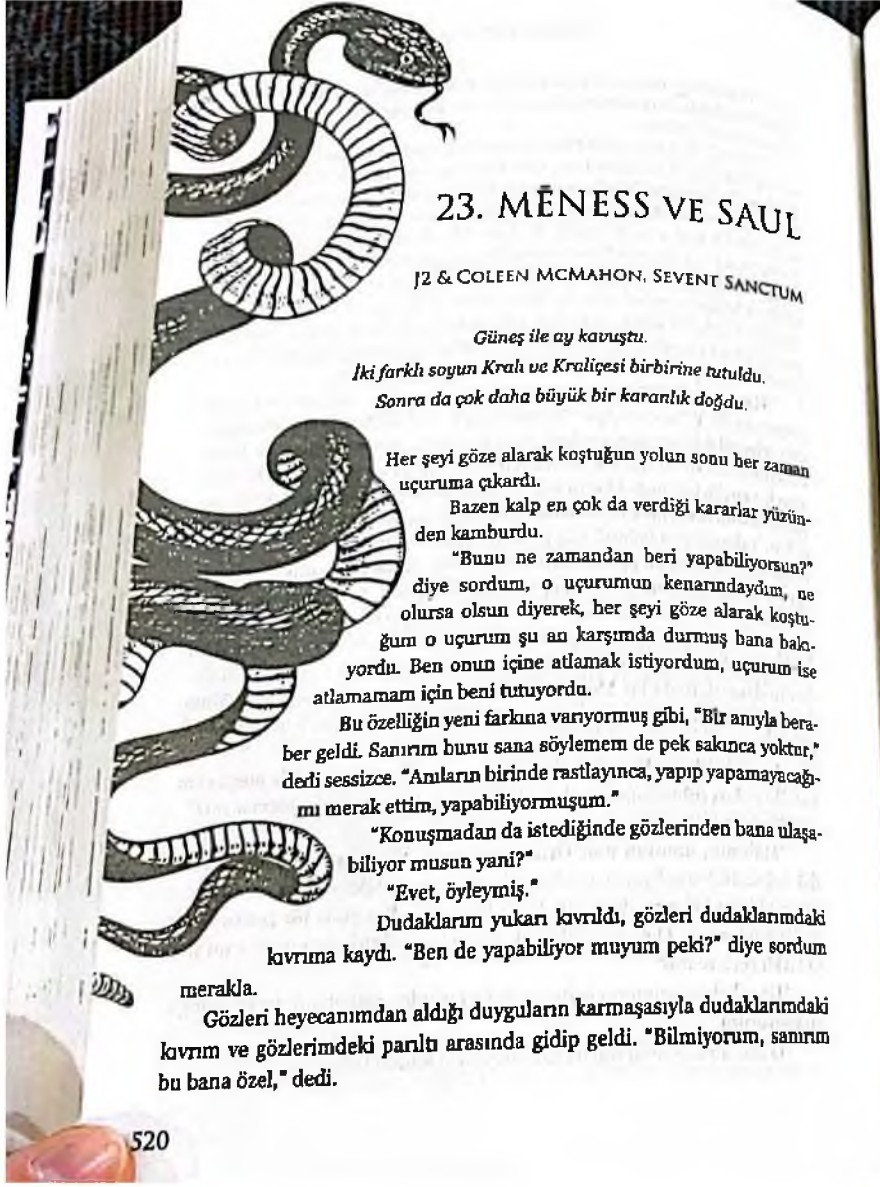 23. MĒNESS VE SAUL
J2 & COLEEN MCMAHON, SEVENT SANCTUM
Güneş ile ay kavuştu.
İki farklı soyun Kralı ve Kraliçesi birbirine tutuldu.
Sonra da çok daha büyük bir karanlık doğdu.
Her şeyi göze alarak koştuğun yolun sonu her zaman
uçuruma çıkardı.
Bazen kalp en çok da verdiği kararlar yüzün-
den kamburdu.
"Bunu ne zamandan beri yapabiliyorsun?"
diye sordum, o uçurumun kenarındaydım, ne
olursa olsun diyerek, her şeyi göze alarak koştu-
ğum o uçurum şu an karşımda durmuş bana bakı-
yordu. Ben onun içine atlamak istiyordum, uçurum ise
atlamamam için beni tutuyordu.
Bu özelliğin yeni farkına varıyormuş gibi, "Bir anıyla bera-
ber geldi. Sanırım bunu sana söylemem de pek sakınca yoktur,"
dedi sessizce. "Anıların birinde rastlayınca, yapıp yapamayacağı-
mı merak ettim, yapabiliyormuşum."
"Konuşmadan da istediğinde gözlerinden bana ulaşa-
biliyor musun yani?"
"Evet, öyleymiş."
Dudaklarım yukarı kıvrıldı, gözleri dudaklarımdaki
kıvrıma kaydı. "Ben de yapabiliyor muyum peki?" diye sordum
merakla.
Gözleri heyecanımdan aldığı duyguların karmaşasıyla dudaklarımdaki
kıvrım ve gözlerimdeki parıltı arasında gidip geldi. "Bilmiyorum, sanırım
bu bana özel," dedi.
520